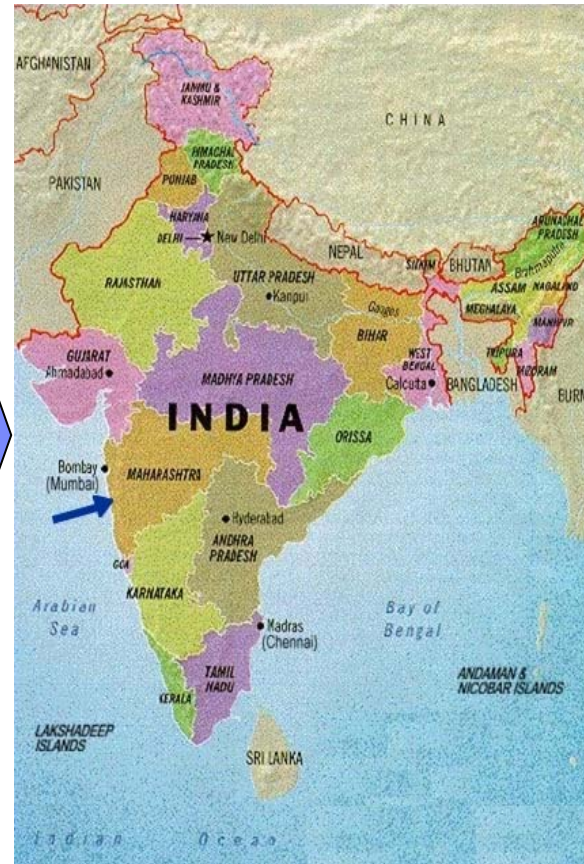 AFGHANISTAN
JAMMU &
KASHMIR
CHINA
HIMACHAL
PRADESH
PUNJAB
PAKISTAN
HARYANA
DELHI
New Delhi
ARUNACHAL
PRADESH
NEPAL
SIKKIM
BHUTAN
Brahmaputra
RAJASTHAN
UTTAR PRADESH
Kanpur
ASSAM
NAGALAND
Ganges
MEGHALAYA
BIHAR
MANIPUR
GUJARAT
Ahmadabad
WEST
BENGAL
TRIPURA
MIZORAM
MADHYA PRADESH
Calcutta
BANGLADESH
BURM
INDIA
ORISSA
Bombay
(Mumbai)
MAHARASHTRA
Hyderabad
ANDHRA
PRADESH
GOA
KARNATAKA
Arabian
Sea
Bay of
Bengal
Madras
(Chennai)
TAMIL
NADU
KERALA
ANDAMAN &
NICOBAR ISLANDS
LAKSHADEEP
ISLANDS
SRI LANKA
Indian Ocean